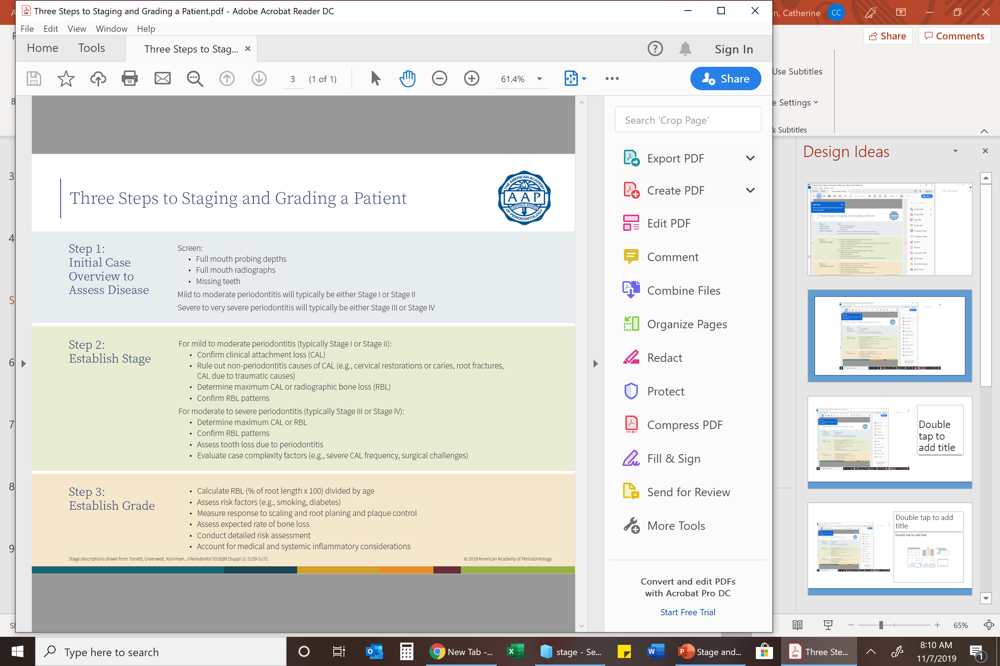 Three Steps to Staging and Grading a Patient.pdf - Adobe Acrobat Reader DC
n, Catherine
CC
File Edit View Window Help
Share
Comments
Home
Tools
Three Steps to Stag...
Sign In
3
(1 of 1)
61.4%
Share
Use Subtitles
e Settings
& Subtitles
Search 'Crop Page'
Export PDF
Create PDF
Edit PDF
Comment
Combine Files
Organize Pages
Redact
Protect
Compress PDF
Fill & Sign
Send for Review
More Tools
Convert and edit PDFs
with Acrobat Pro DC
Start Free Trial
Three Steps to Staging and Grading a Patient
THE AMERICAN ACADEMY
AAP
COOPERATE-ADVANCE
OF PERIODONTOLOGY
Step 1:
Initial Case
Overview to
Assess Disease
Screen:
• Full mouth probing depths
• Full mouth radiographs
• Missing teeth
Mild to moderate periodontitis will typically be either Stage I or Stage II
Severe to very severe periodontitis will typically be either Stage III or Stage IV
Step 2:
Establish Stage
For mild to moderate periodontitis (typically Stage I or Stage II):
• Confirm clinical attachment loss (CAL)
• Rule out non-periodontitis causes of CAL (e.g., cervical restorations or caries, root fractures,
CAL due to traumatic causes)
• Determine maximum CAL or radiographic bone loss (RBL)
• Confirm RBL patterns
For moderate to severe periodontitis (typically Stage III or Stage IV):
• Determine maximum CAL or RBL
• Confirm RBL patterns
• Assess tooth loss due to periodontitis
• Evaluate case complexity factors (e.g., severe CAL frequency, surgical challenges)
Step 3:
Establish Grade
• Calculate RBL (% of root length x 100) divided by age
• Assess risk factors (e.g., smoking, diabetes)
• Measure response to scaling and root planing and plaque control
• Assess expected rate of bone loss
• Conduct detailed risk assessment
• Account for medical and systemic inflammatory considerations
Stage descriptions drawn from Tonetti, Greenwell, Kornman. J Periodontol 2018;89 (Suppl 1): S159-S172.
© 2018 American Academy of Periodontology
3
4
5
6
7
8
9
Design Ideas
Double
tap to
add title
Double tap to add
title
Double tap to add text
65%
Type here to search
New Tab -...
stage - Se...
Stage and...
Three Ste...
8:10 AM
11/7/2019
1